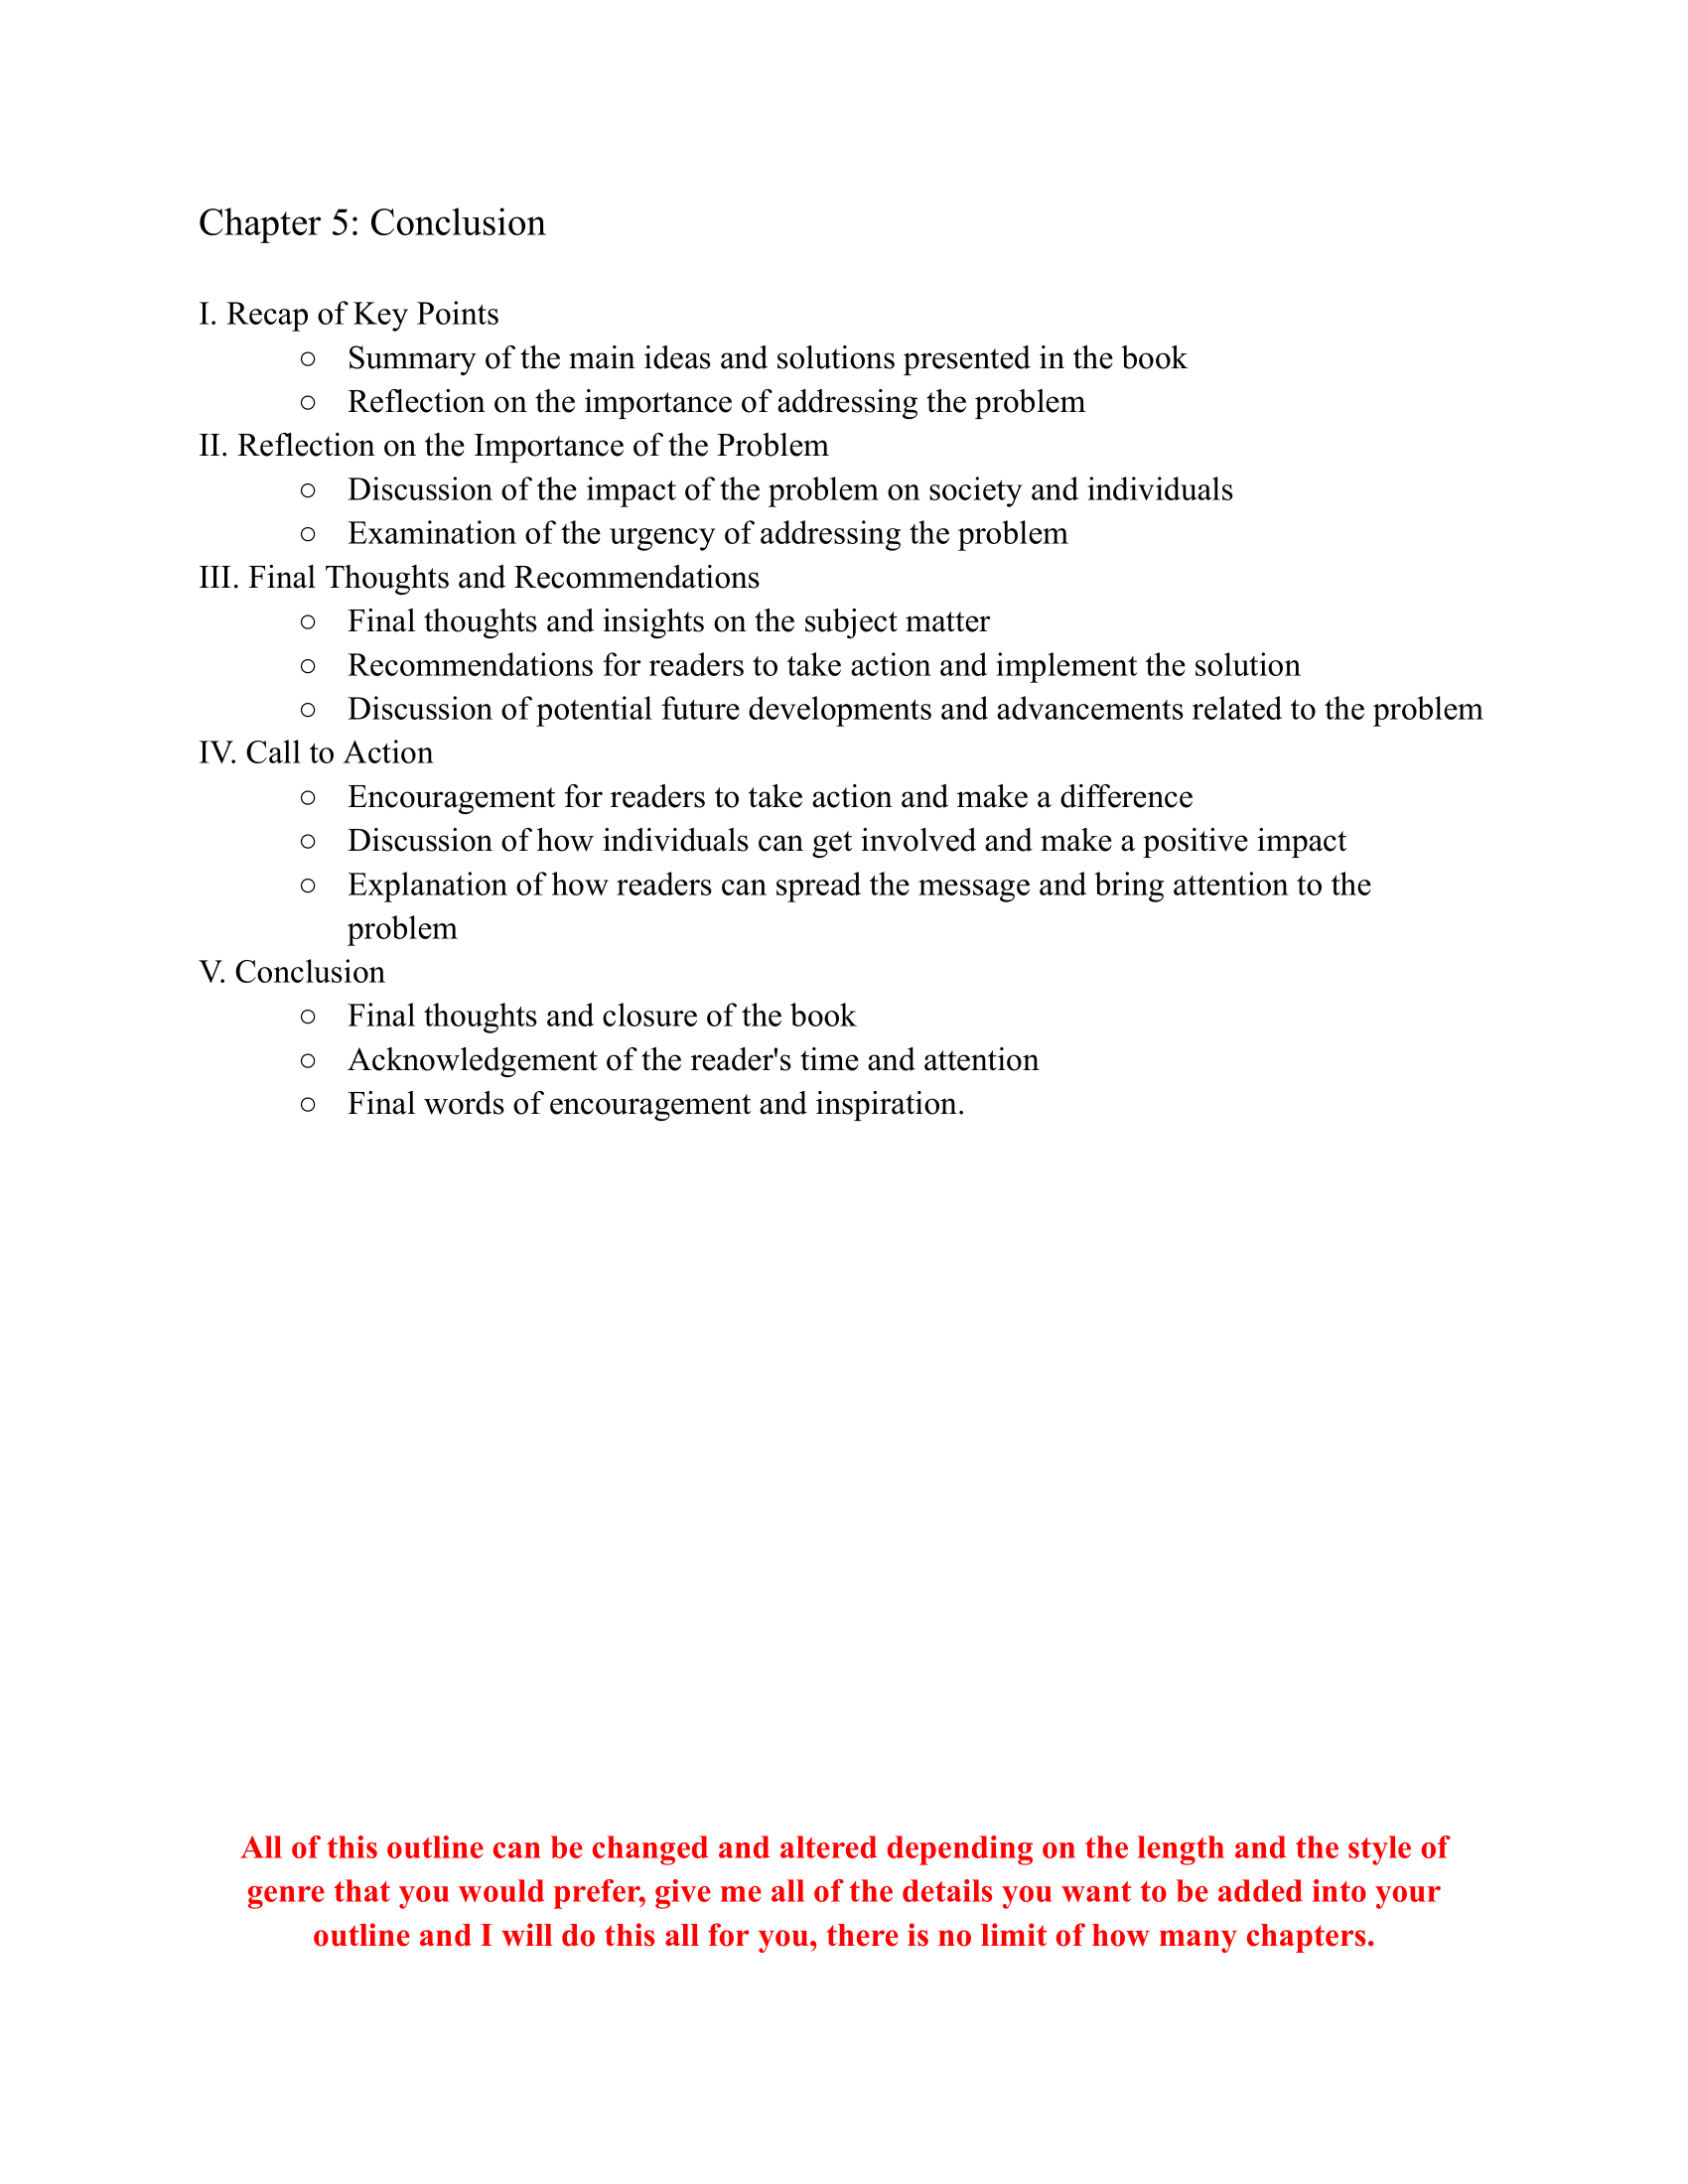 Chapter 5: Conclusion
I. Recap of Key Points
○ Summary of the main ideas and solutions presented in the book
○ Reflection on the importance of addressing the problem
II. Reflection on the Importance of the Problem
○ Discussion of the impact of the problem on society and individuals
○ Examination of the urgency of addressing the problem
III. Final Thoughts and Recommendations
○ Final thoughts and insights on the subject matter
○ Recommendations for readers to take action and implement the solution
○ Discussion of potential future developments and advancements related to the problem
IV. Call to Action
○ Encouragement for readers to take action and make a difference
○ Discussion of how individuals can get involved and make a positive impact
○ Explanation of how readers can spread the message and bring attention to the
problem
V. Conclusion
○ Final thoughts and closure of the book
○ Acknowledgement of the reader's time and attention
○ Final words of encouragement and inspiration.
All of this outline can be changed and altered depending on the length and the style of
genre that you would prefer, give me all of the details you want to be added into your
outline and I will do this all for you, there is no limit of how many chapters.